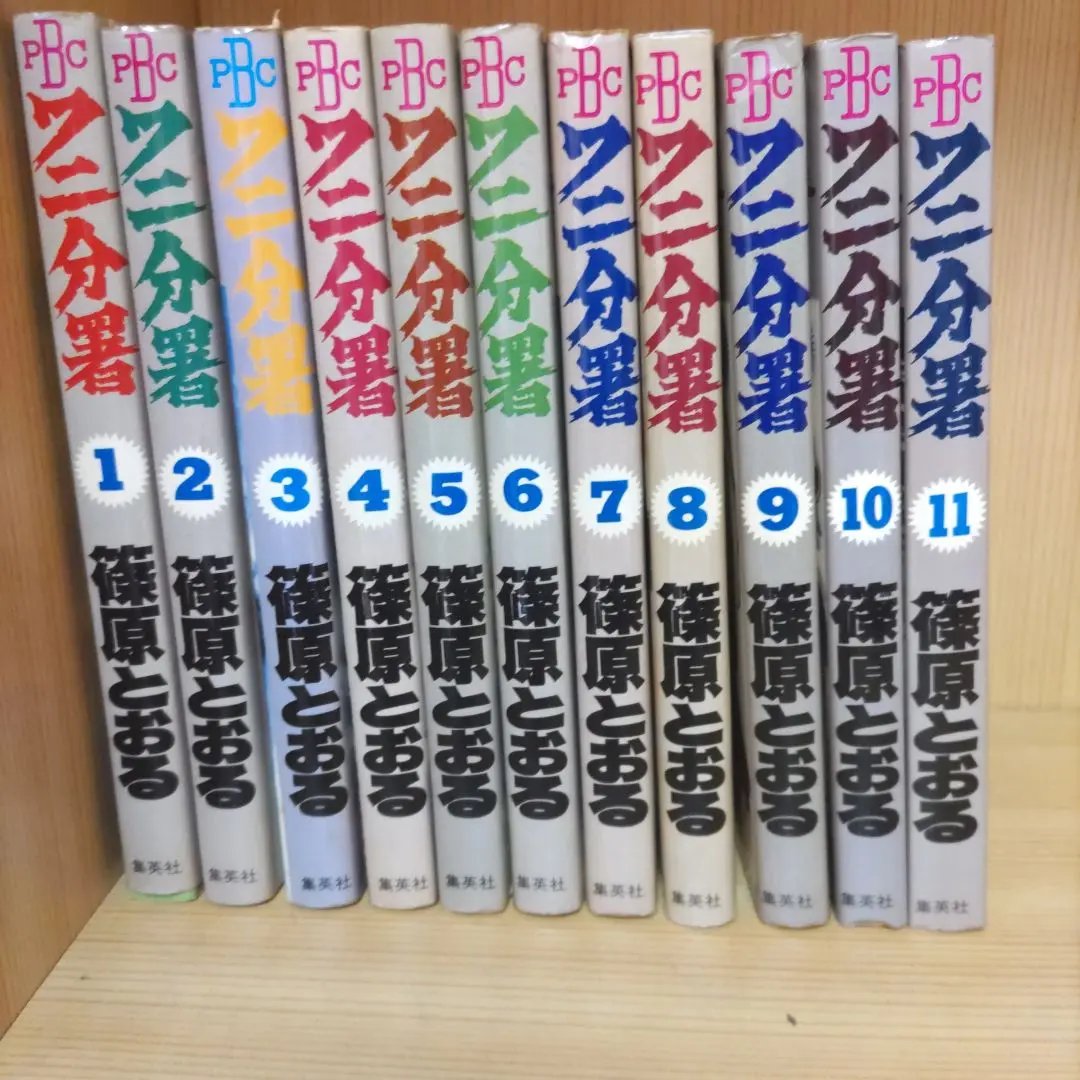 PBC
ワニ分署
1
篠原とおる
集英社
PBC
ワニ分署
2
篠原とおる
集英社
PBC
ワニ分署
3
篠原とおる
集英社
PBC
ワニ分署
4
篠原とおる
集英社
PBC
ワニ分署
5
篠原とおる
集英社
PBC
ワニ分署
6
篠原とおる
集英社
PBC
ワニ分署
7
篠原とおる
集英社
PBC
ワニ分署
8
篠原とおる
集英社
PBC
ワニ分署
9
篠原とおる
集英社
PBC
ワニ分署
10
篠原とおる
集英社
PBC
ワニ分署
11
篠原とおる
集英社